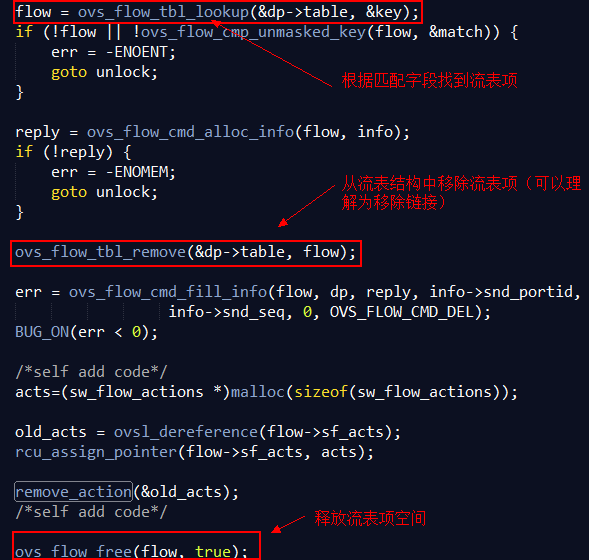 flow = ovs_flow_tbl_lookup(&dp->table, &key);
if (!flow || !ovs_flow_cmp_unmasked_key(flow, &match)) {
err = -ENOENT;
goto unlock;
}
根据匹配字段找到流表项
reply = ovs_flow_cmd_alloc_info(flow, info);
if (!reply) {
err = -ENOMEM;
goto unlock;
}
从流表结构中移除流表项（可以理
解为移除链接）
ovs_flow_tbl_remove(&dp->table, flow);
err = ovs_flow_cmd_fill_info(flow, dp, reply, info->snd_portid,
info->snd_seq, 0, OVS_FLOW_CMD_DEL);
BUG_ON(err < 0);
/*self add code*/
acts=(sw_flow_actions *)malloc(sizeof(sw_flow_actions));
old_acts = ovsl_dereference(flow->sf_acts);
rcu_assign_pointer(flow->sf_acts, acts);
remove_action(&old_acts);
/*self add code*/
释放流表项空间
ovs_flow_free(flow, true);